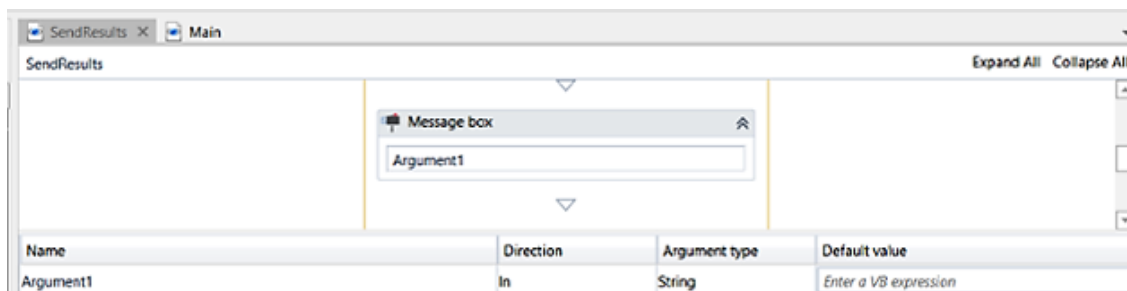 SendResults Main
SendResults Expand All Collapse All
Message box
Argument1
Name Direction Argument type Default value
Argument1 In String Enter a VB expression